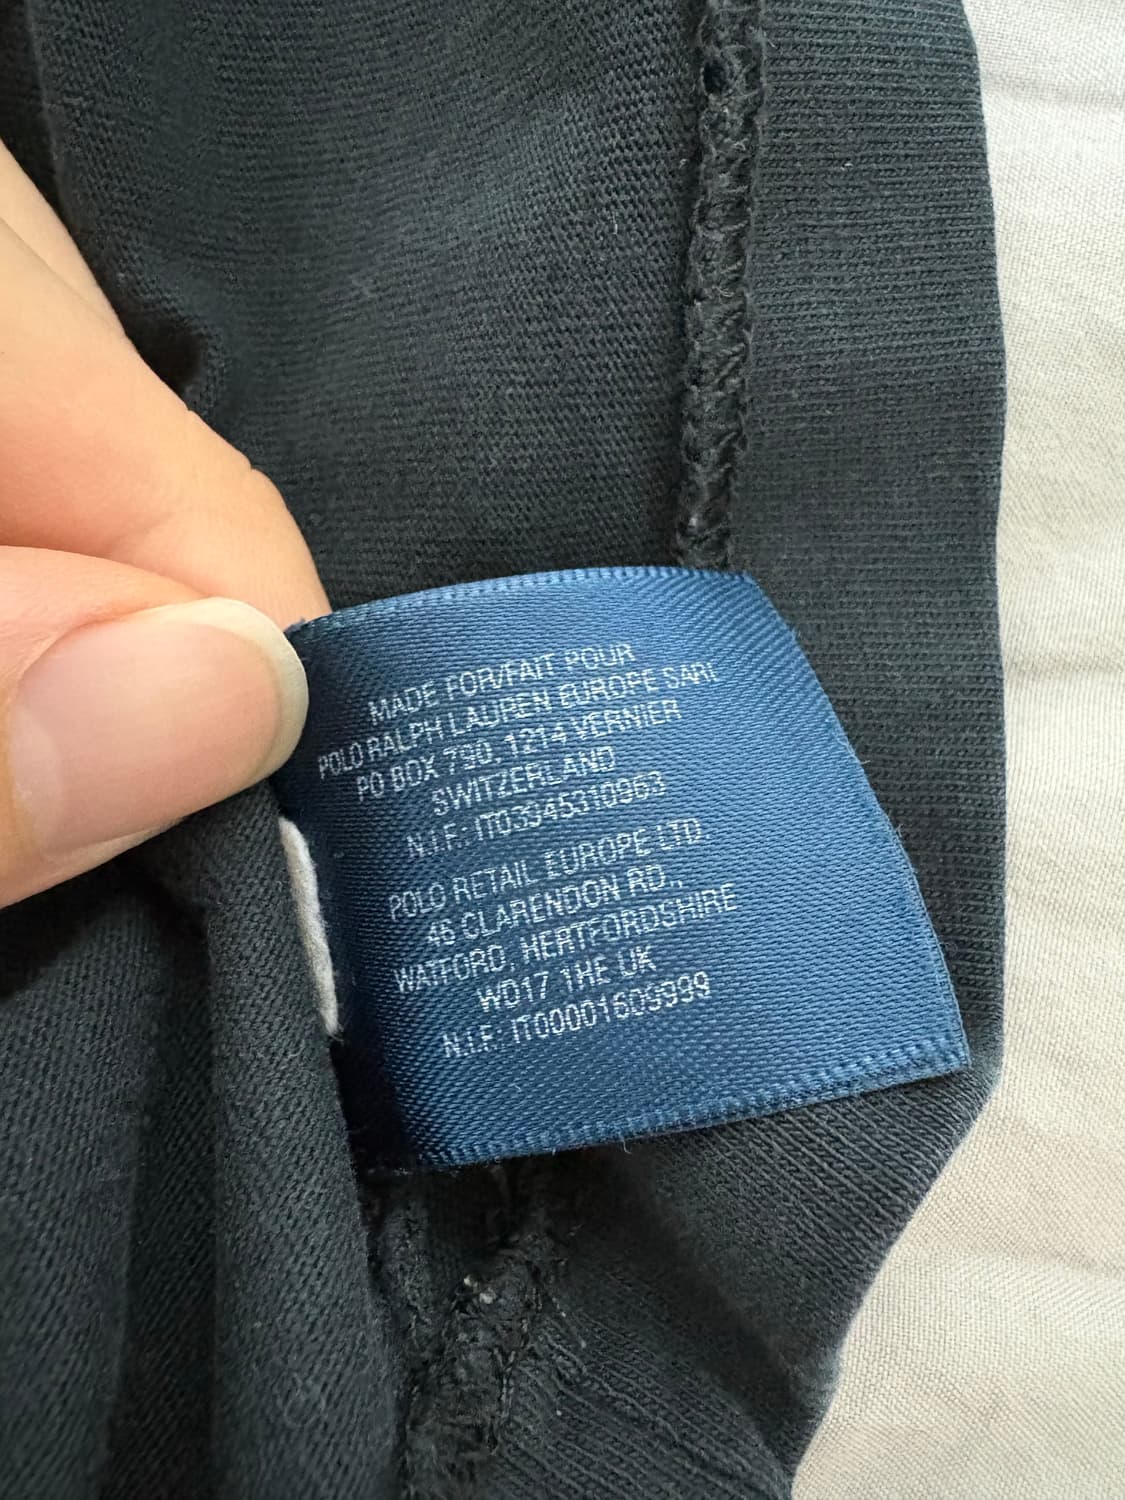 MADE FOR/FAIT POUR
POLO RALPH LAUREN EUROPE SARL
PO BOX 790, 1214 VERNIER
SWITZERLAND
N.I.F.: IT03945310963
POLO RETAIL EUROPE LTD.
45 CLARENDON RD.,
WATFORD, HERTFORDSHIRE
WD17 1HE UK
N.I.F.: IT00001609999